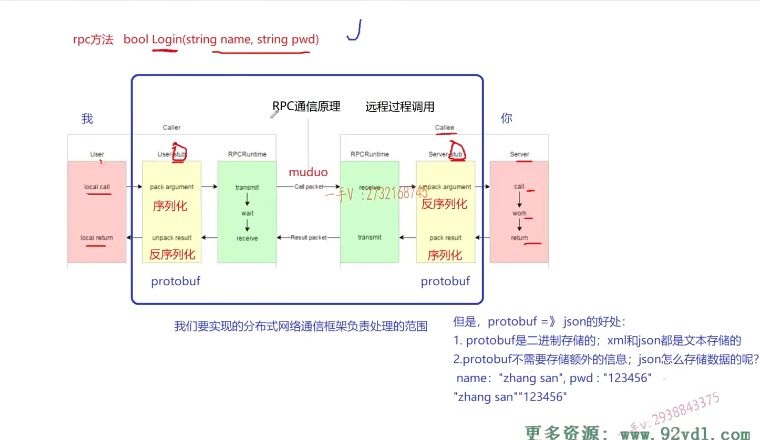 rpc方法 bool Login(string name, string pwd)
RPC通信原理 远程过程调用
我
你
Caller
Callee
User
User-stub
RPCRuntime
muduo
RPCRuntime
Server-stub
Server
local call
pack argument
transmit
Call packet
receive
unpack argument
call
一手V :2732168745
序列化
反序列化
wait
work
local return
unpack result
receive
Result packet
transmit
pack result
return
反序列化
序列化
protobuf
protobuf
我们要实现的分布式网络通信框架负责处理的范围
但是，protobuf =》 json的好处：
1. protobuf是二进制存储的；xml和json都是文本存储的
2.protobuf不需要存储额外的信息；json怎么存储数据的呢？
name："zhang san", pwd : "123456"
"zhang san""123456"
手v: 2938843375
更多资源：www.92ydl.com